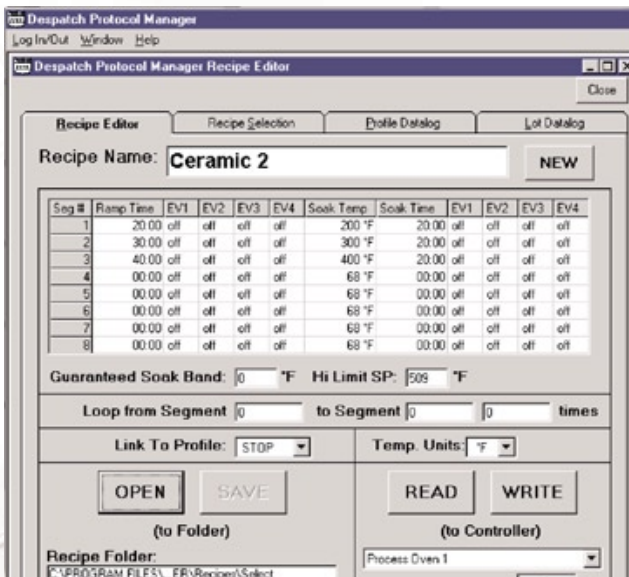 Despatch Protocol Manager
Log In/Out Window Help
Despatch Protocol Manager Recipe Editor
Close
Recipe Editor Recipe Selection Profile Datalog Lot Datalog
Recipe Name: Ceramic 2 NEW
Seg # Ramp Time EV1 EV2 EV3 EV4 Soak Temp Soak Time EV1 EV2 EV3 EV4
1 20:00 off off off off 200 °F 20:00 off off off off
2 30:00 off off off off 300 °F 20:00 off off off off
3 40:00 off off off off 400 °F 20:00 off off off off
4 00:00 off off off off 68 °F 00:00 off off off off
5 00:00 off off off off 68 °F 00:00 off off off off
6 00:00 off off off off 68 °F 00:00 off off off off
7 00:00 off off off off 68 °F 00:00 off off off off
8 00:00 off off off off 68 °F 00:00 off off off off
Guaranteed Soak Band: 0 °F Hi Limit SP: 509 °F
Loop from Segment 0 to Segment 0 0 times
Link To Profile: STOP Temp. Units: °F
OPEN SAVE READ WRITE
(to Folder) (to Controller)
Recipe Folder: Process Oven 1
C:\PROGRAM FILES\